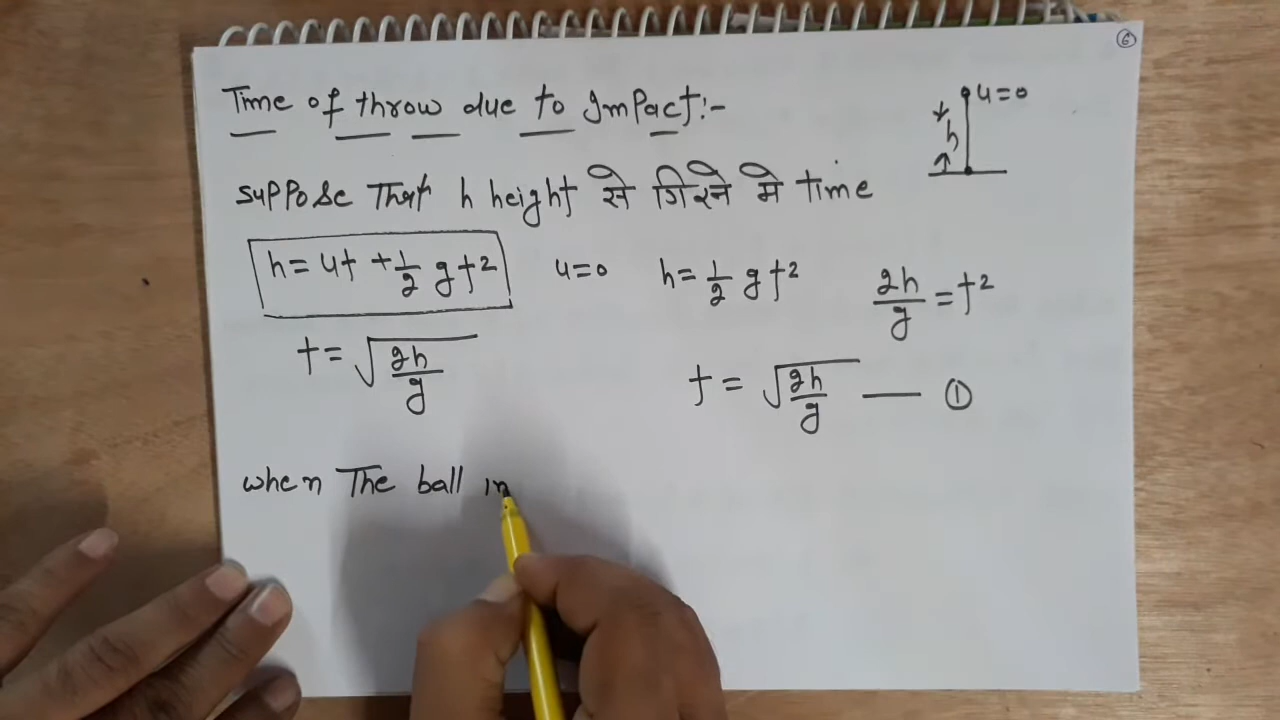 6
Time of throw due to Impact:-
u=0
h
Suppose That h height से गिरने मे time
h = ut + 1/2 gt² u=0 h = 1/2 gt² 2h/g = t²
t = √2h/g t = √2h/g — ①
when The ball im